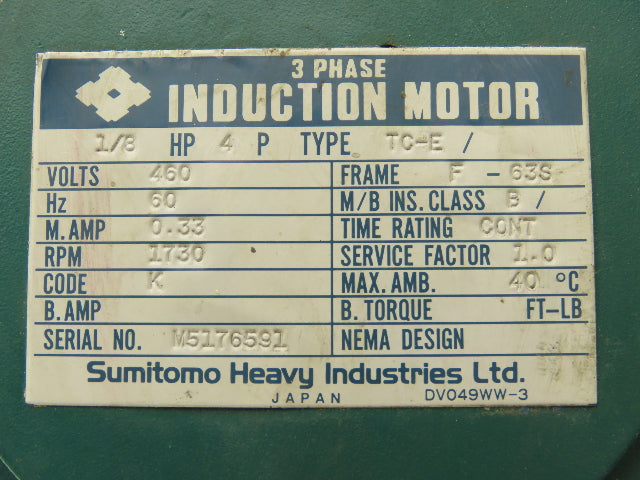 3 PHASE
INDUCTION MOTOR
1/8 HP 4 P TYPE TC-E /
VOLTS 460 FRAME F - 63S
Hz 60 M/B INS. CLASS B /
M. AMP 0.33 TIME RATING CONT
RPM 1730 SERVICE FACTOR 1.0
CODE K MAX. AMB. 40 °C
B. AMP B. TORQUE FT-LB
SERIAL NO. M5176591 NEMA DESIGN
Sumitomo Heavy Industries Ltd.
JAPAN DV049WW-3